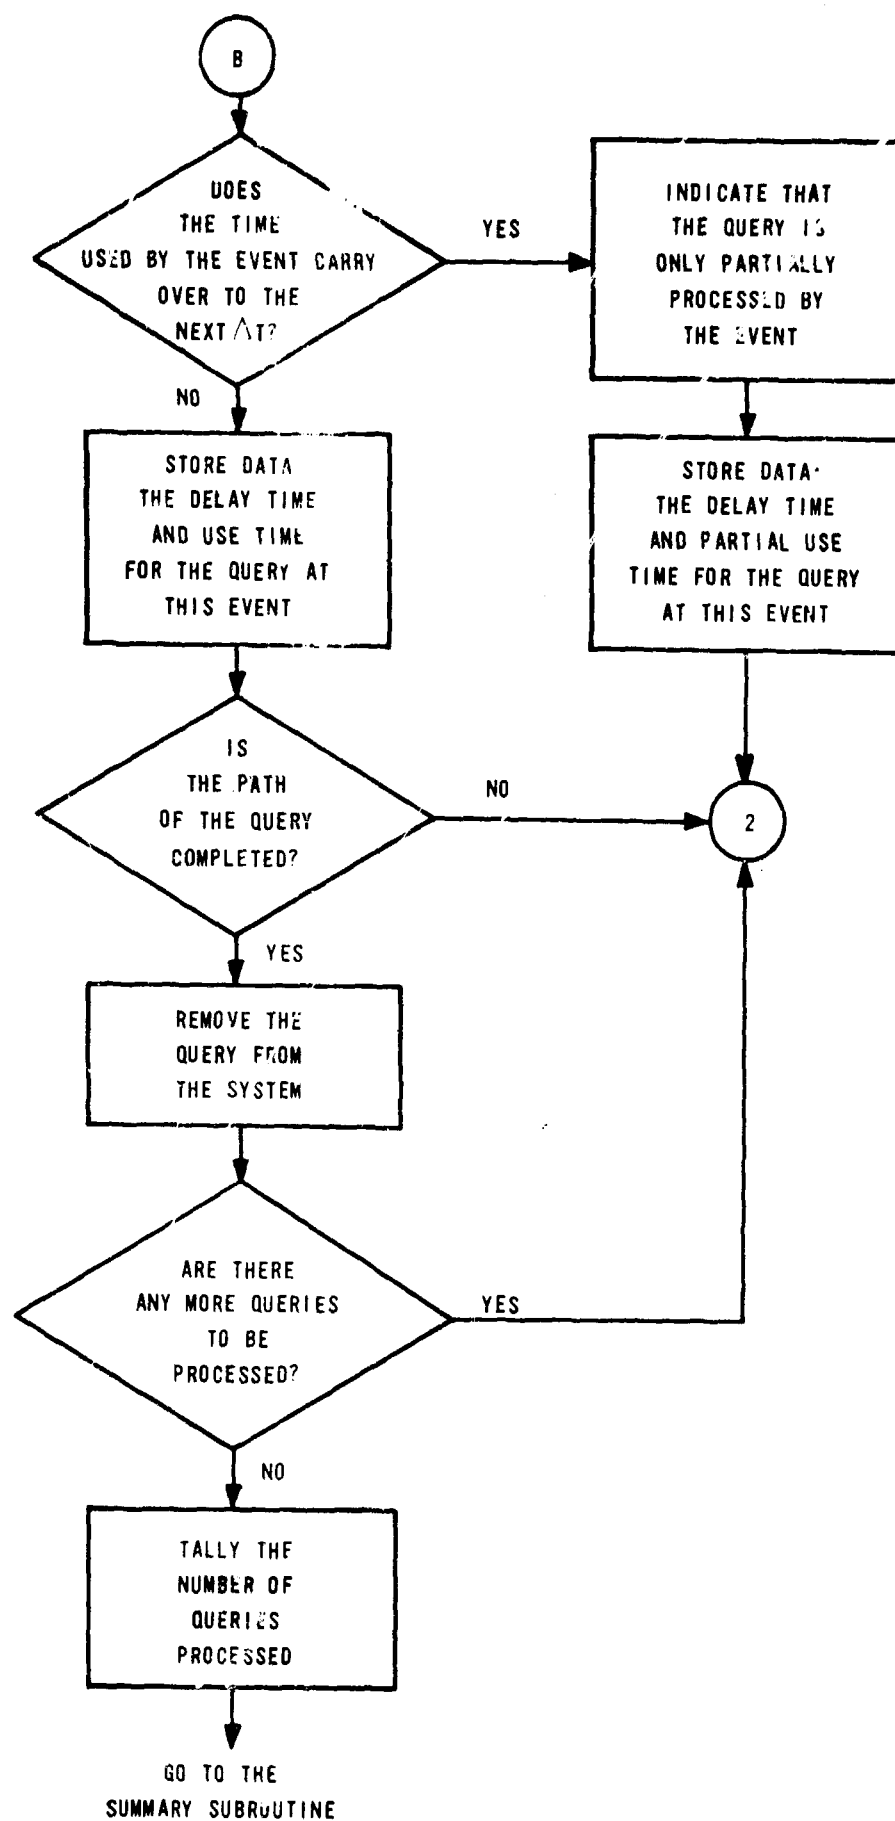 B
DOES
THE TIME
USED BY THE EVENT CARRY
OVER TO THE
NEXT ΔT?
YES
INDICATE THAT
THE QUERY IS
ONLY PARTIALLY
PROCESSED BY
THE EVENT
NO
STORE DATA
THE DELAY TIME
AND USE TIME
FOR THE QUERY AT
THIS EVENT
STORE DATA·
THE DELAY TIME
AND PARTIAL USE
TIME FOR THE QUERY
AT THIS EVENT
IS
THE PATH
OF THE QUERY
COMPLETED?
NO
2
YES
REMOVE THE
QUERY FROM
THE SYSTEM
ARE THERE
ANY MORE QUERIES
TO BE
PROCESSED?
YES
NO
TALLY THE
NUMBER OF
QUERIES
PROCESSED
GO TO THE
SUMMARY SUBROUTINE